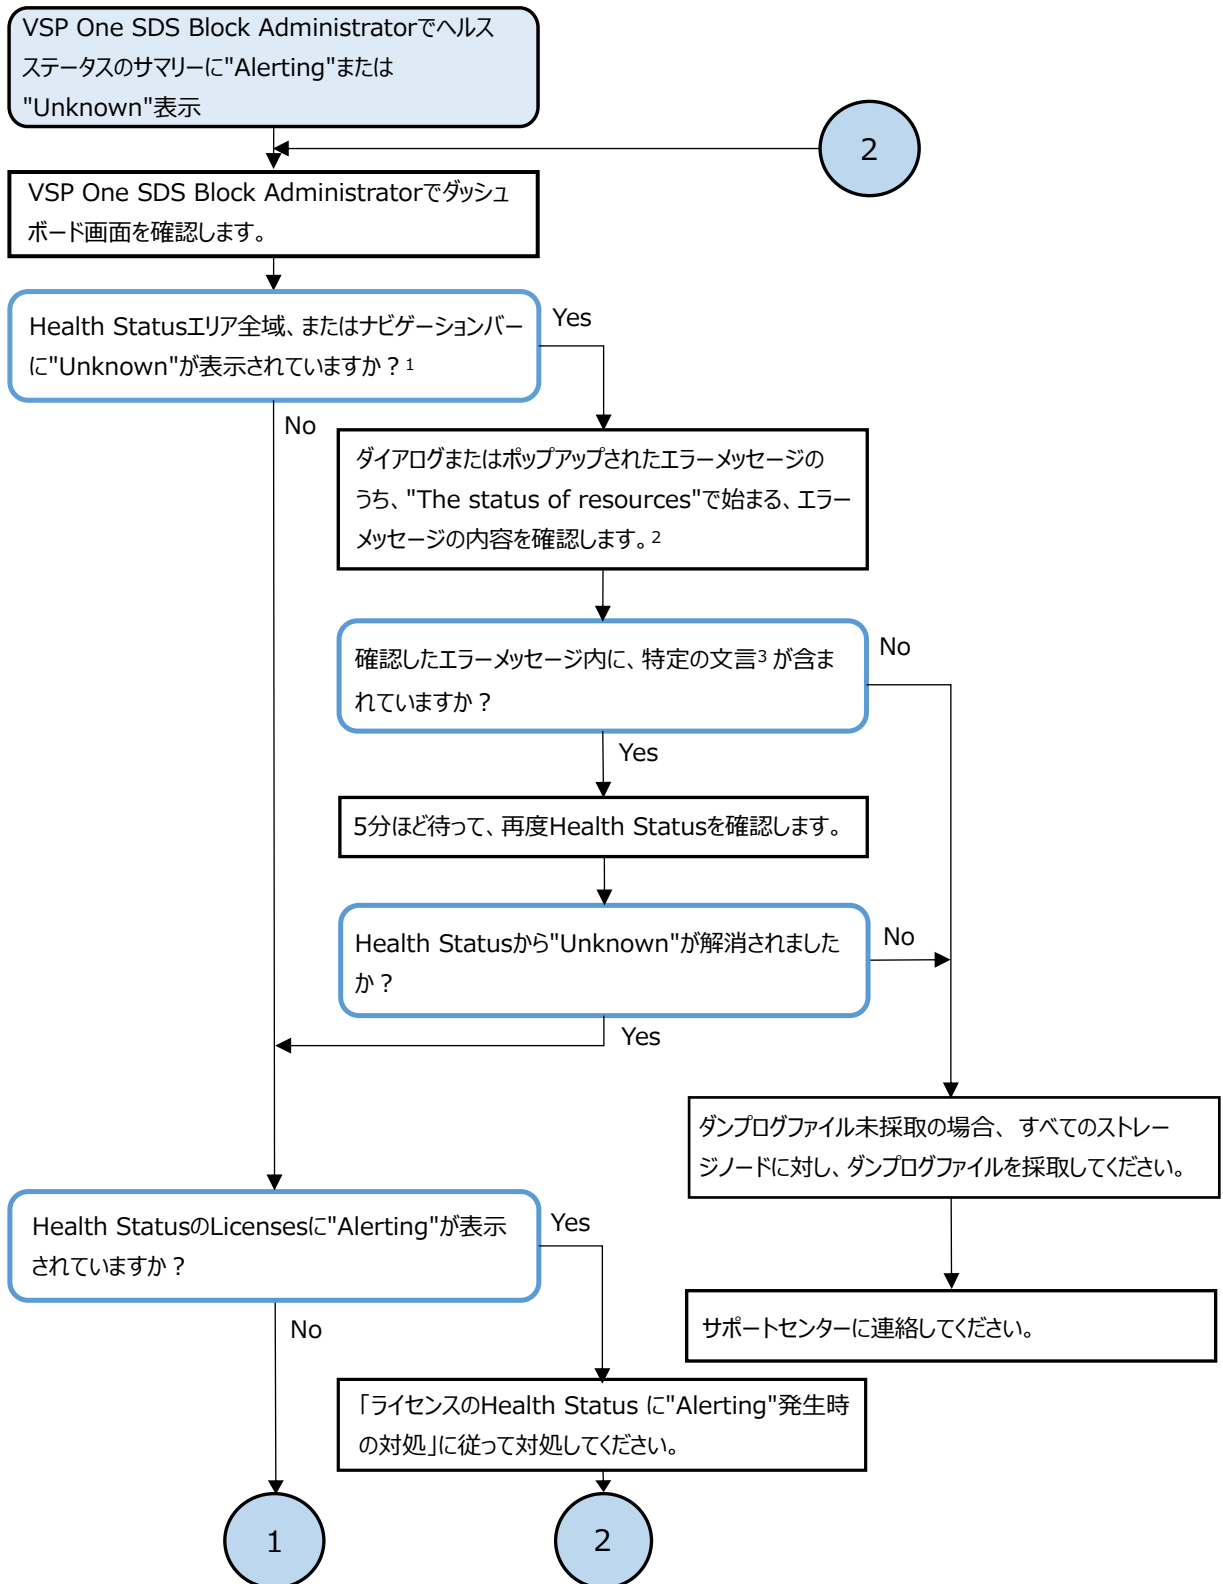 VSP One SDS Block Administratorでヘルス
ステータスのサマリーに"Alerting"または
"Unknown"表示
2
VSP One SDS Block Administratorでダッシュ
ボード画面を確認します。
Health Statusエリア全域、またはナビゲーションバー
に"Unknown"が表示されていますか？1
Yes
No
ダイアログまたはポップアップされたエラーメッセージの
うち、"The status of resources"で始まる、エラー
メッセージの内容を確認します。2
確認したエラーメッセージ内に、特定の文言3 が含ま
れていますか？
No
Yes
5分ほど待って、再度Health Statusを確認します。
Health Statusから"Unknown"が解消されました
か？
No
Yes
ダンプログファイル未採取の場合、すべてのストレー
ジノードに対し、ダンプログファイルを採取してください。
Health StatusのLicensesに"Alerting"が表示
されていますか？
Yes
No
サポートセンターに連絡してください。
「ライセンスのHealth Status に"Alerting"発生時
の対処」に従って対処してください。
1
2